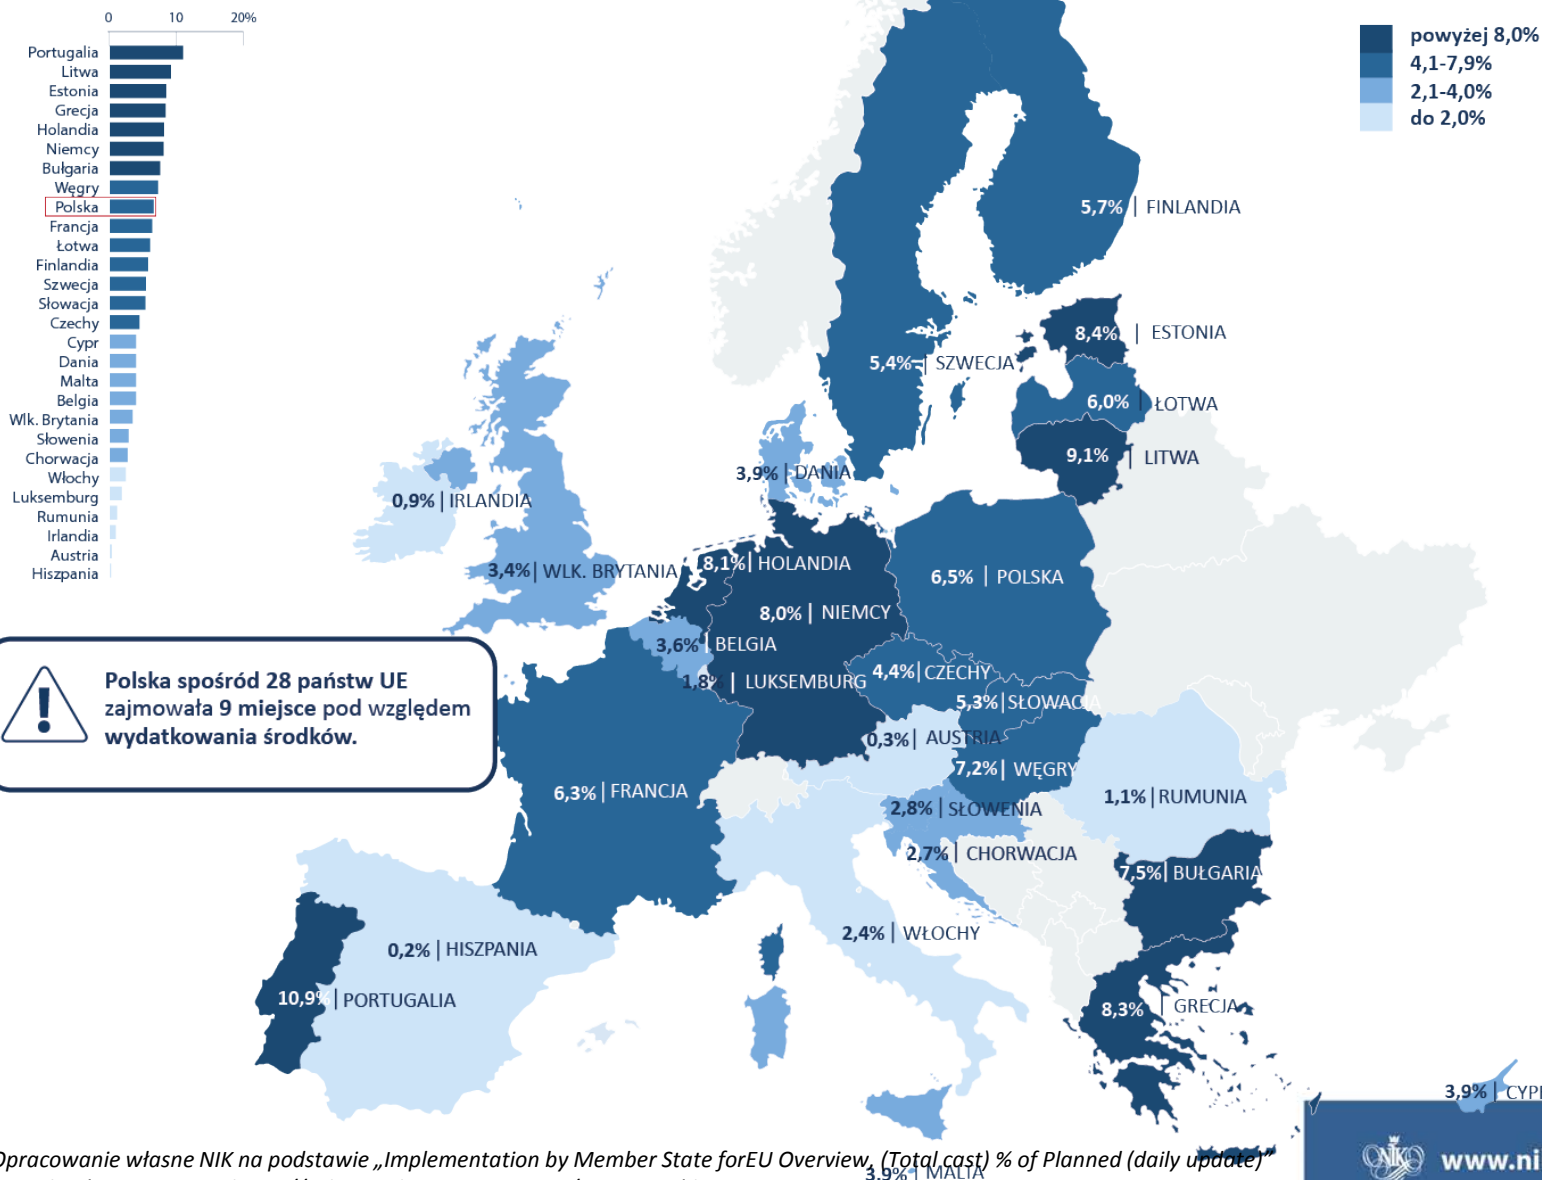 0 10 20%
Portugalia
Litwa
Estonia
Grecja
Holandia
Niemcy
Bułgaria
Węgry
Polska
Francja
Łotwa
Finlandia
Szwecja
Słowacja
Czechy
Cypr
Dania
Malta
Belgia
Wlk. Brytania
Słowenia
Chorwacja
Włochy
Luksemburg
Rumunia
Irlandia
Austria
Hiszpania
powyżej 8,0%
4,1-7,9%
2,1-4,0%
do 2,0%
5,7% | FINLANDIA
8,4% | ESTONIA
5,4% | SZWECJA
6,0% | ŁOTWA
9,1% | LITWA
3,9% | DANIA
0,9% | IRLANDIA
3,4% | WLK. BRYTANIA
8,1% | HOLANDIA
6,5% | POLSKA
8,0% | NIEMCY
3,6% | BELGIA
4,4% | CZECHY
1,8% | LUKSEMBURG
5,3% | SŁOWACJA
0,3% | AUSTRIA
7,2% | WĘGRY
6,3% | FRANCJA
1,1% | RUMUNIA
2,8% | SŁOWENIA
2,7% | CHORWACJA
7,5% | BUŁGARIA
2,4% | WŁOCHY
0,2% | HISZPANIA
10,9% | PORTUGALIA
8,3% | GRECJA
3,9% | CYP
3,9% | MALTA
Polska spośród 28 państw UE
zajmowała 9 miejsce pod względem
wydatkowania środków.
Opracowanie własne NIK na podstawie „Implementation by Member State forEU Overview, (Total cast) % of Planned (daily update)”
NIK
www.ni